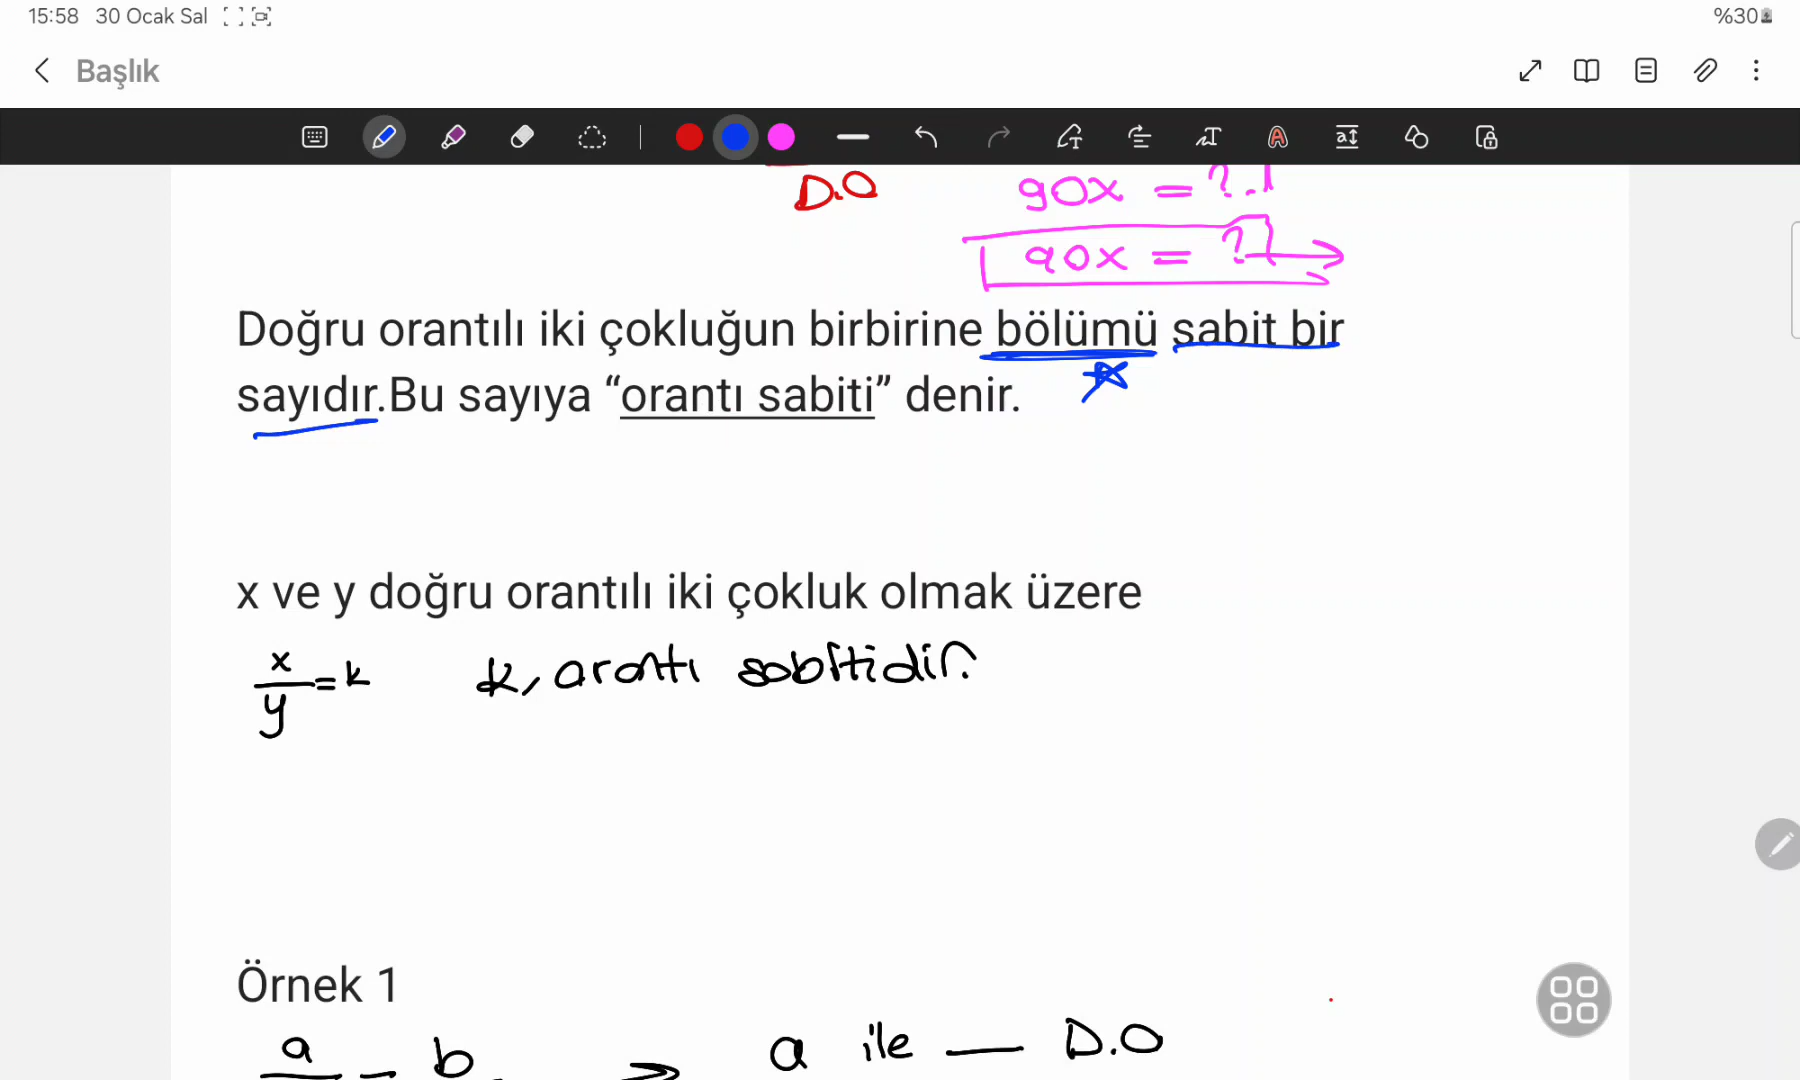 15:58 30 Ocak Sal %30
Başlık
D.O
90x = ?.1
90x = ?
Doğru orantılı iki çokluğun birbirine bölümü sabit bir
sayıdır.Bu sayıya “orantı sabiti” denir.
x ve y doğru orantılı iki çokluk olmak üzere
x
y
=k k, orantı sabitidir.
Örnek 1
a ile — D.O
a
= b